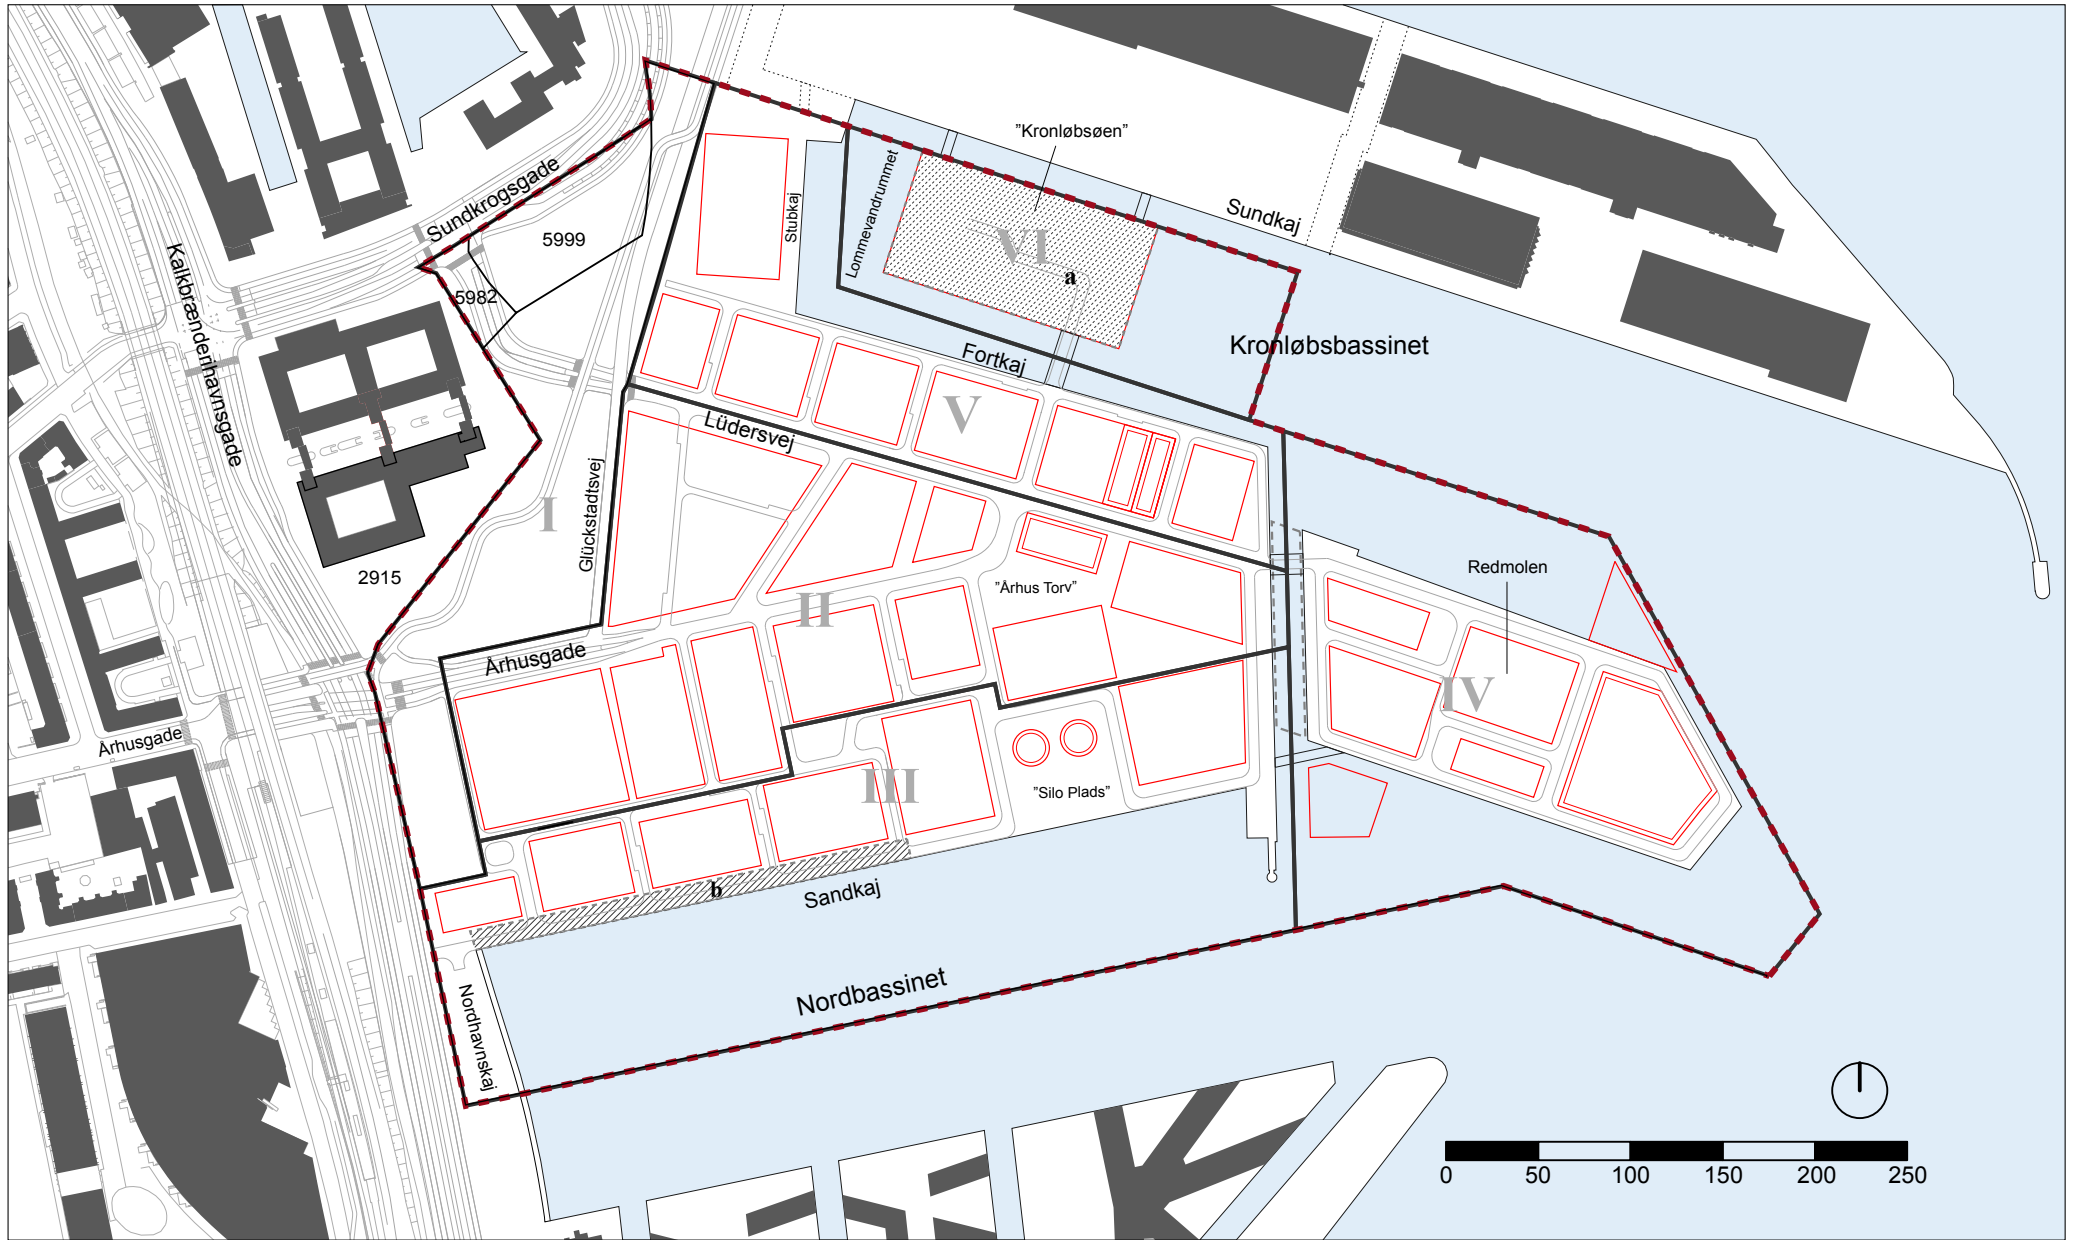 "Kronløbsøen"
Sundkrogsgade
5999
Stubkaj
Lommevandrummet
Sundkaj
VI
a
5982
Kalkbrænderihavnsgade
Kronløbsbassinet
Fortkaj
V
Lüdersvej
Glückstadtsvej
I
2915
"Århus Torv"
Redmolen
II
Århusgade
IV
Århusgade
III
"Silo Plads"
b
Sandkaj
Nordbassinet
Nordhavnskaj
0 50 100 150 200 250